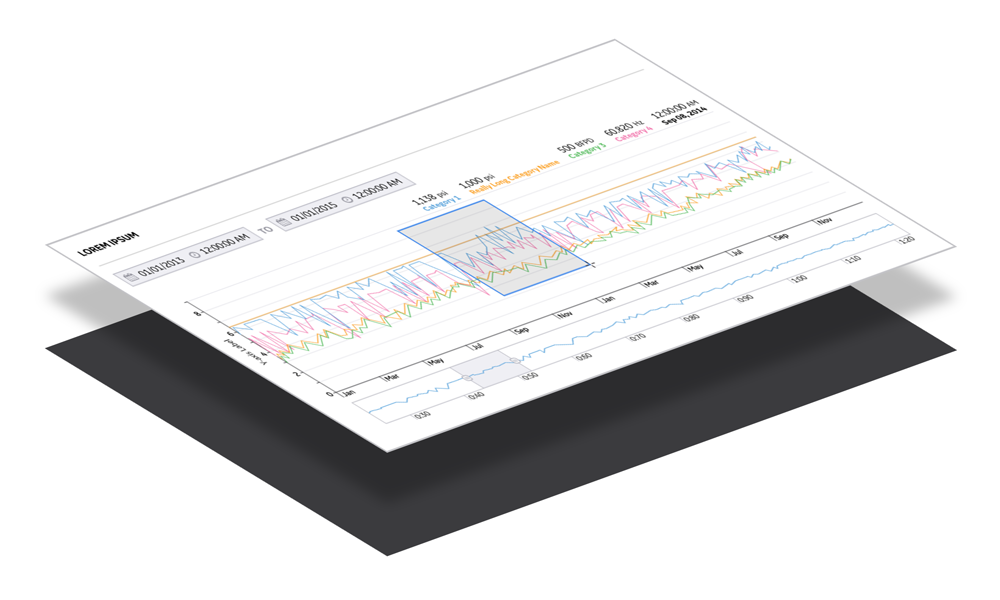 LOREM IPSUM
01/01/2013 12:00:00 AM TO 01/01/2015 12:00:00 AM
1,138 psi 1,000 psi 500 BFPD 60,820 Hz 12:00:00 AM
Category 1 Really Long Category Name Category 3 Category 4 Sep 08, 2014
8
6
4
2
0
Y-axis Label
Jan Mar May Jul Sep Nov Jan Mar May Jul Sep Nov
0:30 0:40 0:50 0:60 0:70 0:80 0:90 1:00 1:10 1:20